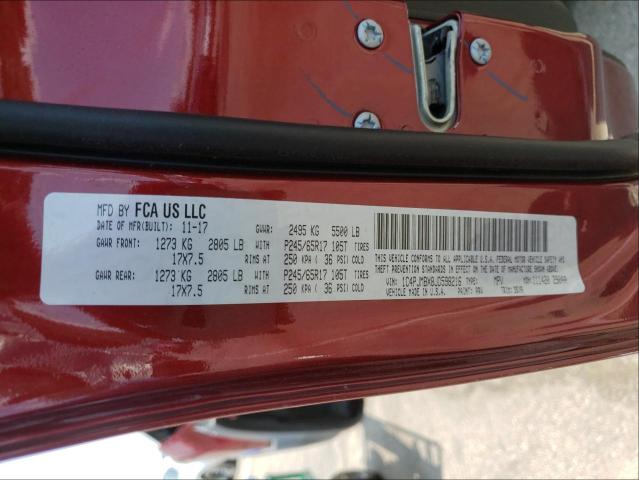 MFD BY FCA US LLC
DATE OF MFR(BUILT): 11-17 GVWR: 2495 KG 5500 LB
GAWR FRONT: 1273 KG 2805 LB WITH P245/65R17 105T TIRES
17X7.5 RIMS AT 250 KPA ( 36 PSI) COLD
GAWR REAR: 1273 KG 2805 LB WITH P245/65R17 105T TIRES
17X7.5 RIMS AT 250 KPA ( 36 PSI) COLD
THIS VEHICLE CONFORMS TO ALL APPLICABLE U.S.A. FEDERAL MOTOR VEHICLE SAFETY AND
THEFT PREVENTION STANDARDS IN EFFECT ON THE DATE OF MANUFACTURE SHOWN ABOVE.
VIN: TYPE: MPV MDH:
MADE IN U.S.A. PAINT: TRIM: